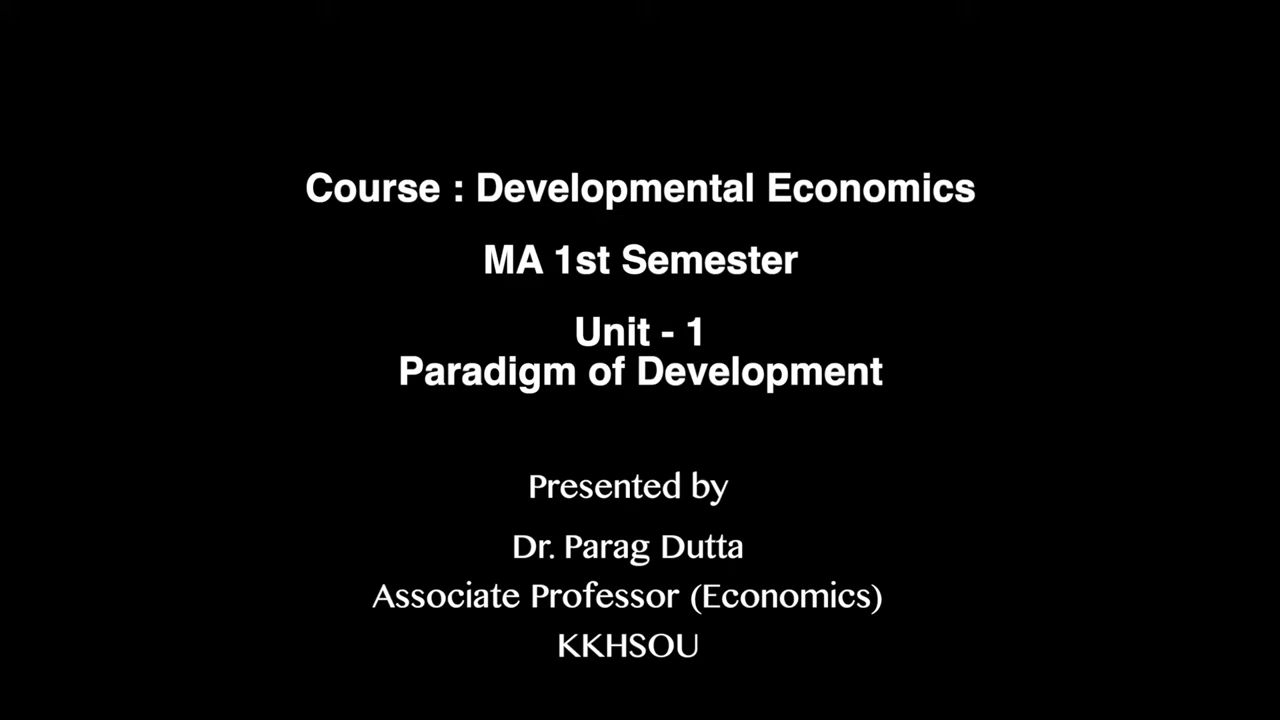 Course : Developmental Economics
MA 1st Semester
Unit - 1
Paradigm of Development
Presented by
Dr. Parag Dutta
Associate Professor (Economics)
KKHSOU